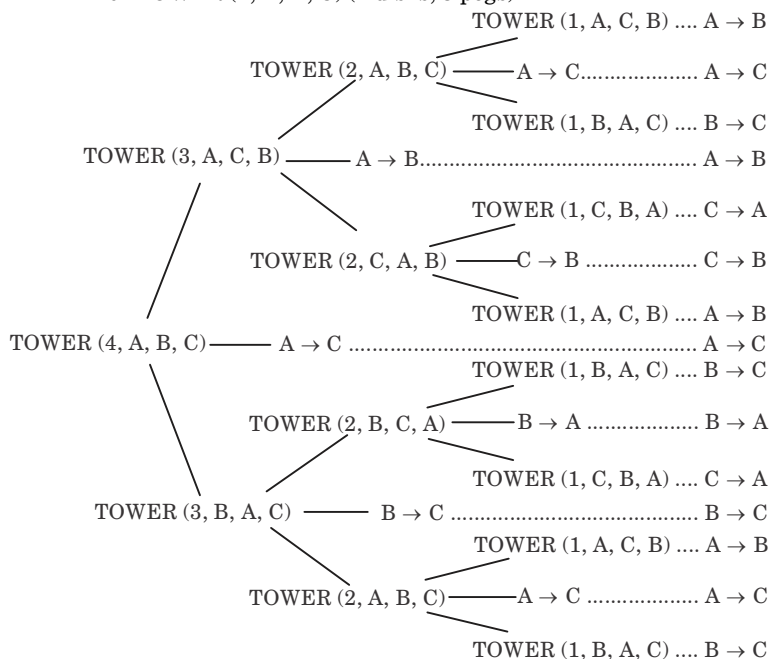 TOWER (1, A, C, B) .... A → B
TOWER (2, A, B, C) A → C..................... A → C
TOWER (1, B, A, C) .... B → C
TOWER (3, A, C, B) A → B.................................................. A → B
TOWER (1, C, B, A) .... C → A
TOWER (2, C, A, B) C → B .................... C → B
TOWER (1, A, C, B) .... A → B
TOWER (4, A, B, C) A → C ............................................................... A → C
TOWER (1, B, A, C) .... B → C
TOWER (2, B, C, A) B → A .................... B → A
TOWER (1, C, B, A) .... C → A
TOWER (3, B, A, C) B → C ............................................. B → C
TOWER (1, A, C, B) .... A → B
TOWER (2, A, B, C) A → C .................... A → C
TOWER (1, B, A, C) .... B → C